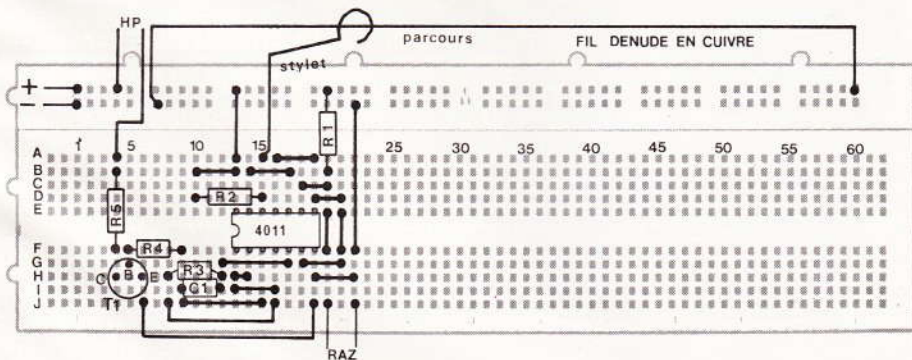 HP
parcours
FIL DENUDE EN CUIVRE
stylet
+
−
R1
1 5 10 15 25 30 35 40 45 50 55 60
A
B
C
D
E
R2
R5
4011
F
G
H
I
J
R4
R3
C1
C B E
T1
RAZ